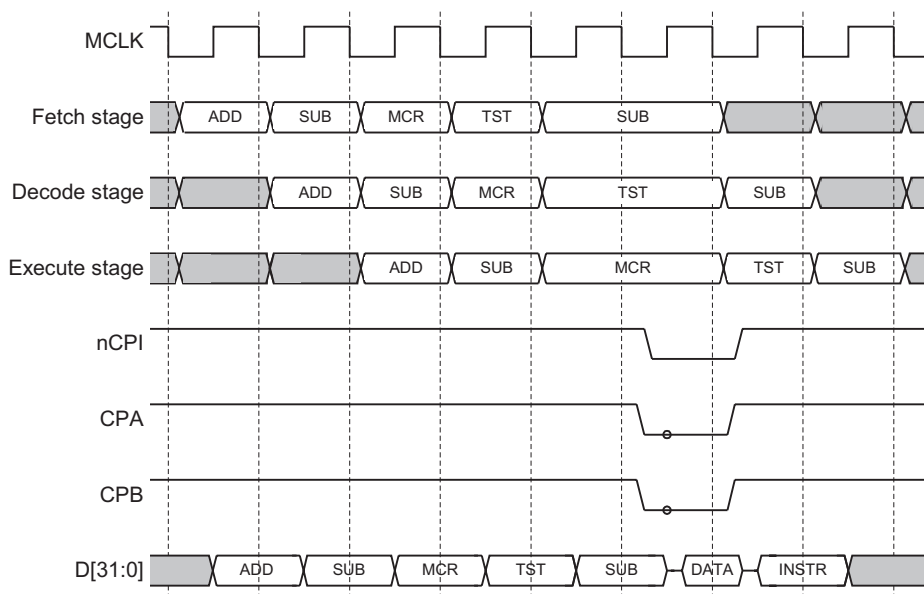 MCLK
Fetch stage ADD SUB MCR TST SUB
Decode stage ADD SUB MCR TST SUB
Execute stage ADD SUB MCR TST SUB
nCPI
CPA
CPB
D[31:0] ADD SUB MCR TST SUB DATA INSTR